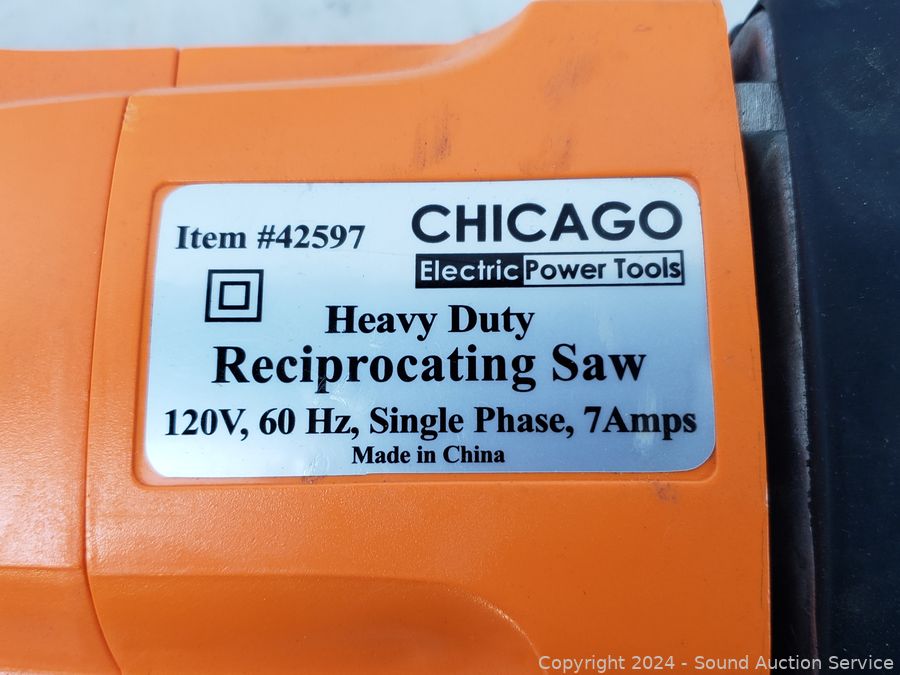 Item #42597
CHICAGO
Electric Power Tools
Heavy Duty
Reciprocating Saw
120V, 60 Hz, Single Phase, 7Amps
Made in China
Copyright 2024 - Sound Auction Service